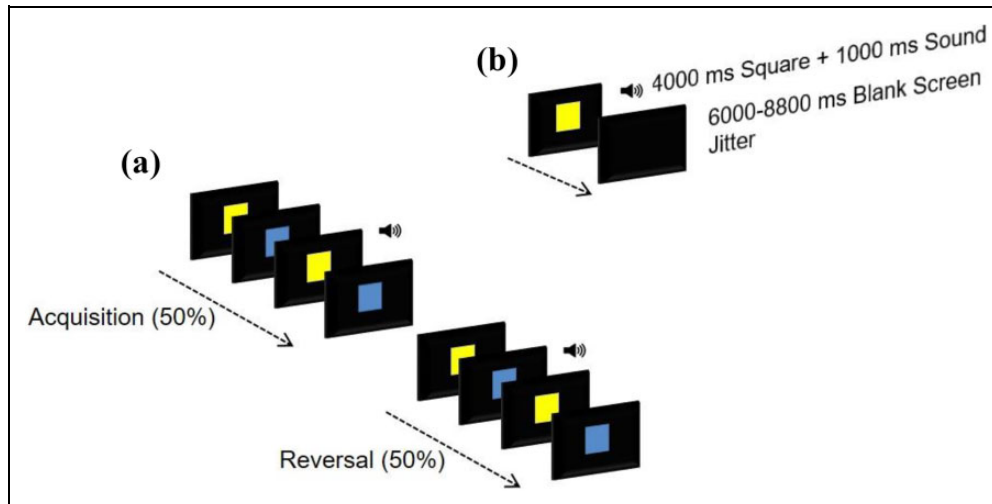 (b)
4000 ms Square + 1000 ms Sound
6000-8800 ms Blank Screen
Jitter
(a)
Acquisition (50%)
Reversal (50%)